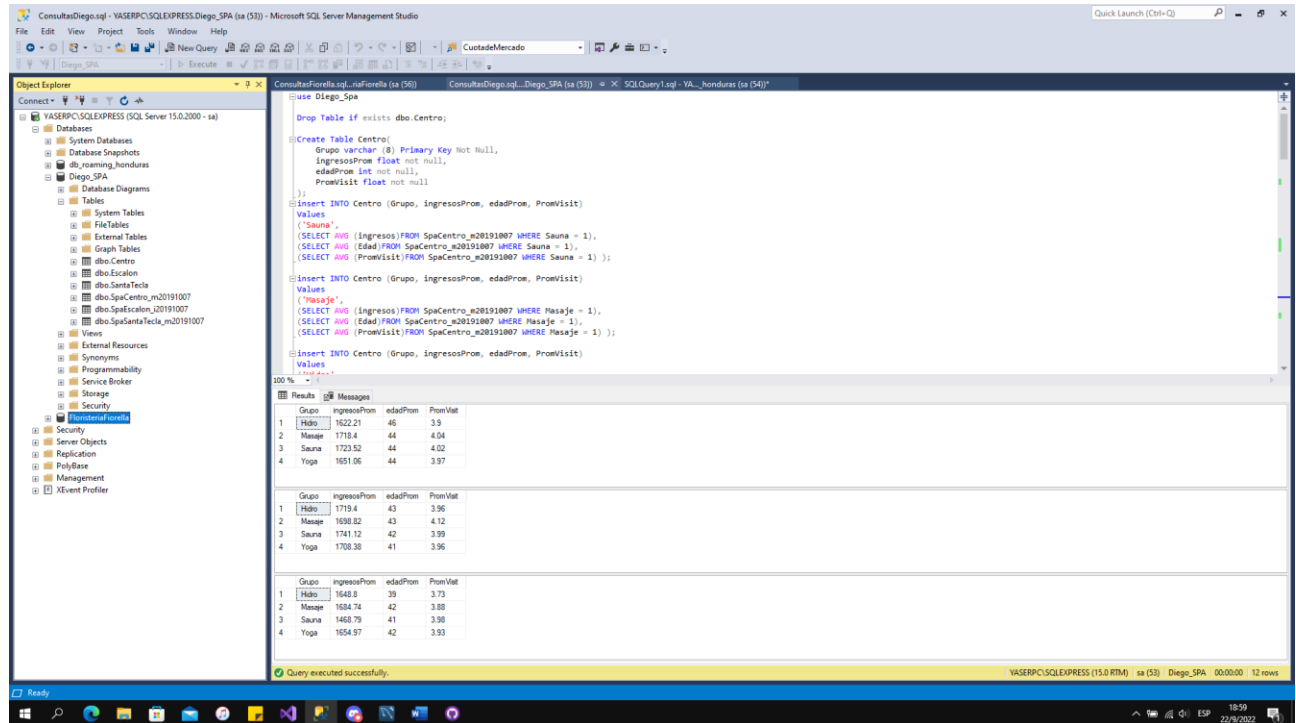 ConsultasDiego.sql - YASERPC\SQLEXPRESS.Diego_SPA (sa (53)) - Microsoft SQL Server Management Studio
Quick Launch (Ctrl+Q)
File Edit View Project Tools Window Help
New Query
CuotadeMercado
Diego_SPA
Execute
Object Explorer
Connect
YASERPC\SQLEXPRESS (SQL Server 15.0.2000 - sa)
Databases
System Databases
Database Snapshots
db_roaming_honduras
Diego_SPA
Database Diagrams
Tables
System Tables
FileTables
External Tables
Graph Tables
dbo.Centro
dbo.Escalon
dbo.SantaTecla
dbo.SpaCentro_m20191007
dbo.SpaEscalon_i20191007
dbo.SpaSantaTecla_m20191007
Views
External Resources
Synonyms
Programmability
Service Broker
Storage
Security
FloristeriaFiorella
Security
Server Objects
Replication
PolyBase
Management
XEvent Profiler
ConsultasFiorella.sql...riaFiorella (sa (56))
ConsultasDiego.sql...Diego_SPA (sa (53))
SQLQuery1.sql - YA..._honduras (sa (54))*
use Diego_Spa
Drop Table if exists dbo.Centro;
Create Table Centro(
Grupo varchar (8) Primary Key Not Null,
ingresosProm float not null,
edadProm int not null,
PromVisit float not null
);
insert INTO Centro (Grupo, ingresosProm, edadProm, PromVisit)
Values
('Sauna',
(SELECT AVG (ingresos)FROM SpaCentro_m20191007 WHERE Sauna = 1),
(SELECT AVG (Edad)FROM SpaCentro_m20191007 WHERE Sauna = 1),
(SELECT AVG (PromVisit)FROM SpaCentro_m20191007 WHERE Sauna = 1) );
insert INTO Centro (Grupo, ingresosProm, edadProm, PromVisit)
Values
('Masaje',
(SELECT AVG (ingresos)FROM SpaCentro_m20191007 WHERE Masaje = 1),
(SELECT AVG (Edad)FROM SpaCentro_m20191007 WHERE Masaje = 1),
(SELECT AVG (PromVisit)FROM SpaCentro_m20191007 WHERE Masaje = 1) );
insert INTO Centro (Grupo, ingresosProm, edadProm, PromVisit)
Values
100 %
Results Messages
Grupo ingresosProm edadProm PromVisit
1 Hidro 1622.21 46 3.9
2 Masaje 1718.4 44 4.04
3 Sauna 1723.52 44 4.02
4 Yoga 1651.06 44 3.97
Grupo ingresosProm edadProm PromVisit
1 Hidro 1719.4 43 3.96
2 Masaje 1698.82 43 4.12
3 Sauna 1741.12 42 3.99
4 Yoga 1708.38 41 3.96
Grupo ingresosProm edadProm PromVisit
1 Hidro 1648.8 39 3.73
2 Masaje 1684.74 42 3.88
3 Sauna 1468.79 41 3.98
4 Yoga 1654.97 42 3.93
Query executed successfully.
YASERPC\SQLEXPRESS (15.0 RTM) sa (53) Diego_SPA 00:00:00 12 rows
Ready
ESP
18:59
22/9/2022